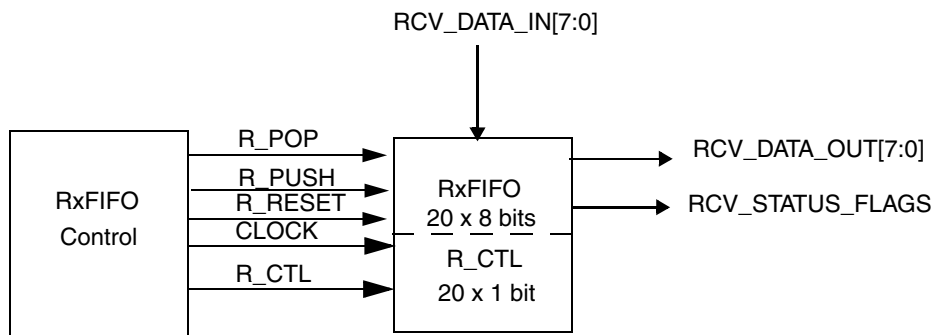 RCV_DATA_IN[7:0]
RxFIFO
Control
R_POP
R_PUSH
R_RESET
CLOCK
R_CTL
RxFIFO
20 x 8 bits
R_CTL
20 x 1 bit
RCV_DATA_OUT[7:0]
RCV_STATUS_FLAGS